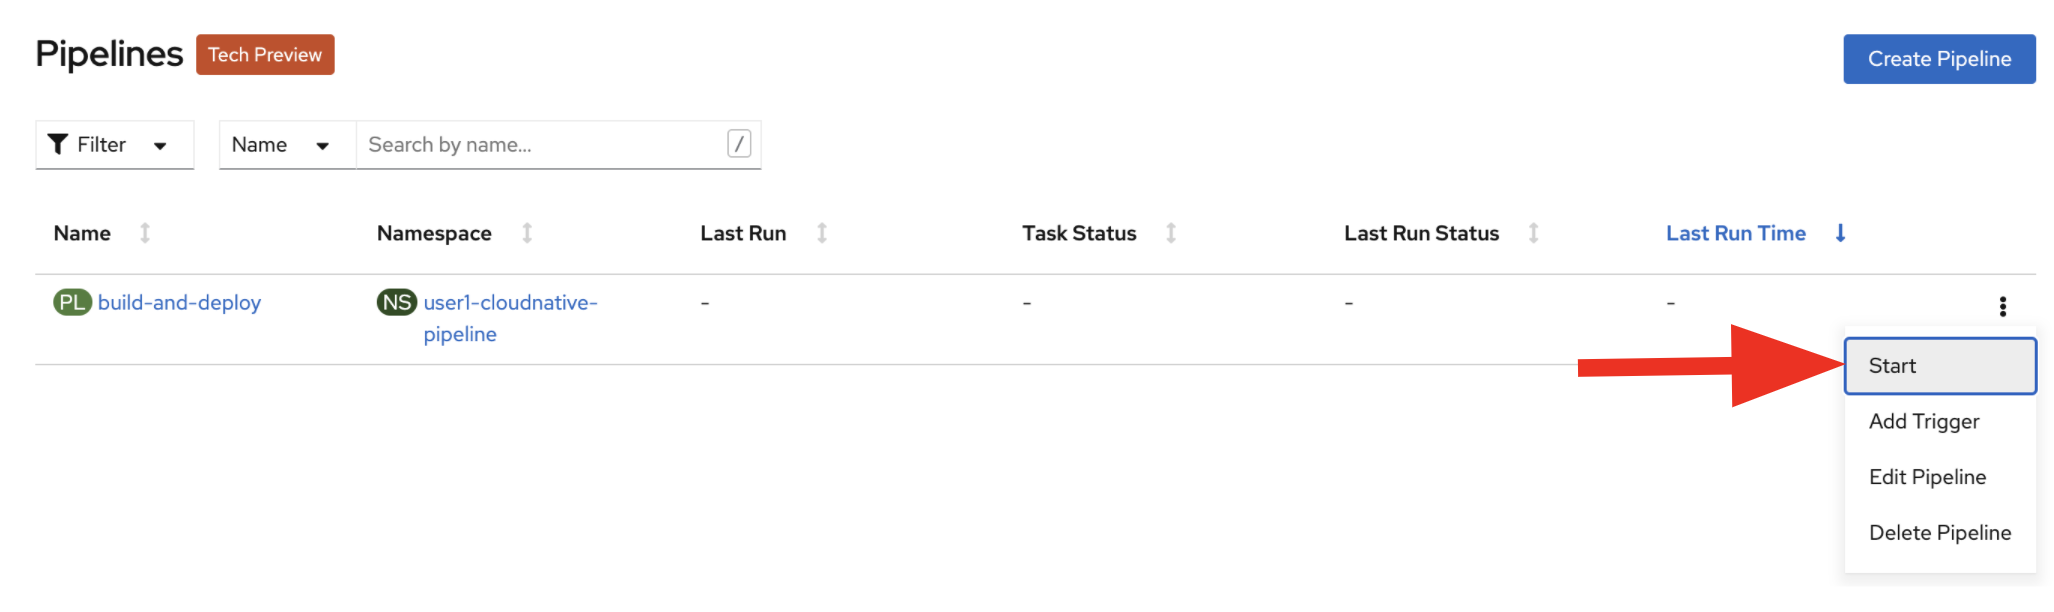 Pipelines Tech Preview
Create Pipeline
Filter
Name
Search by name...
/
Name Namespace Last Run Task Status Last Run Status Last Run Time
PL build-and-deploy NS user1-cloudnative- - - - -
pipeline
Start
Add Trigger
Edit Pipeline
Delete Pipeline